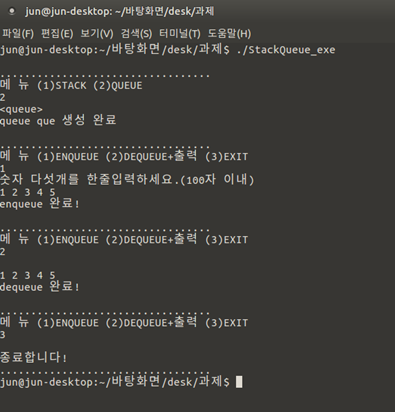 jun@jun-desktop: ~/바탕화면/desk/과제
파일(F) 편집(E) 보기(V) 검색(S) 터미널(T) 도움말(H)
jun@jun-desktop:~/바탕화면/desk/과제$ ./StackQueue_exe
..................................
메 뉴 (1)STACK (2)QUEUE
2
<queue>
queue que 생성 완료
..................................
메 뉴 (1)ENQUEUE (2)DEQUEUE+출력 (3)EXIT
1
숫자 다섯개를 한줄입력하세요.(100자 이내)
1 2 3 4 5
enqueue 완료!
..................................
메 뉴 (1)ENQUEUE (2)DEQUEUE+출력 (3)EXIT
2
1 2 3 4 5
dequeue 완료!
..................................
메 뉴 (1)ENQUEUE (2)DEQUEUE+출력 (3)EXIT
3
종료합니다!
..................................
jun@jun-desktop:~/바탕화면/desk/과제$